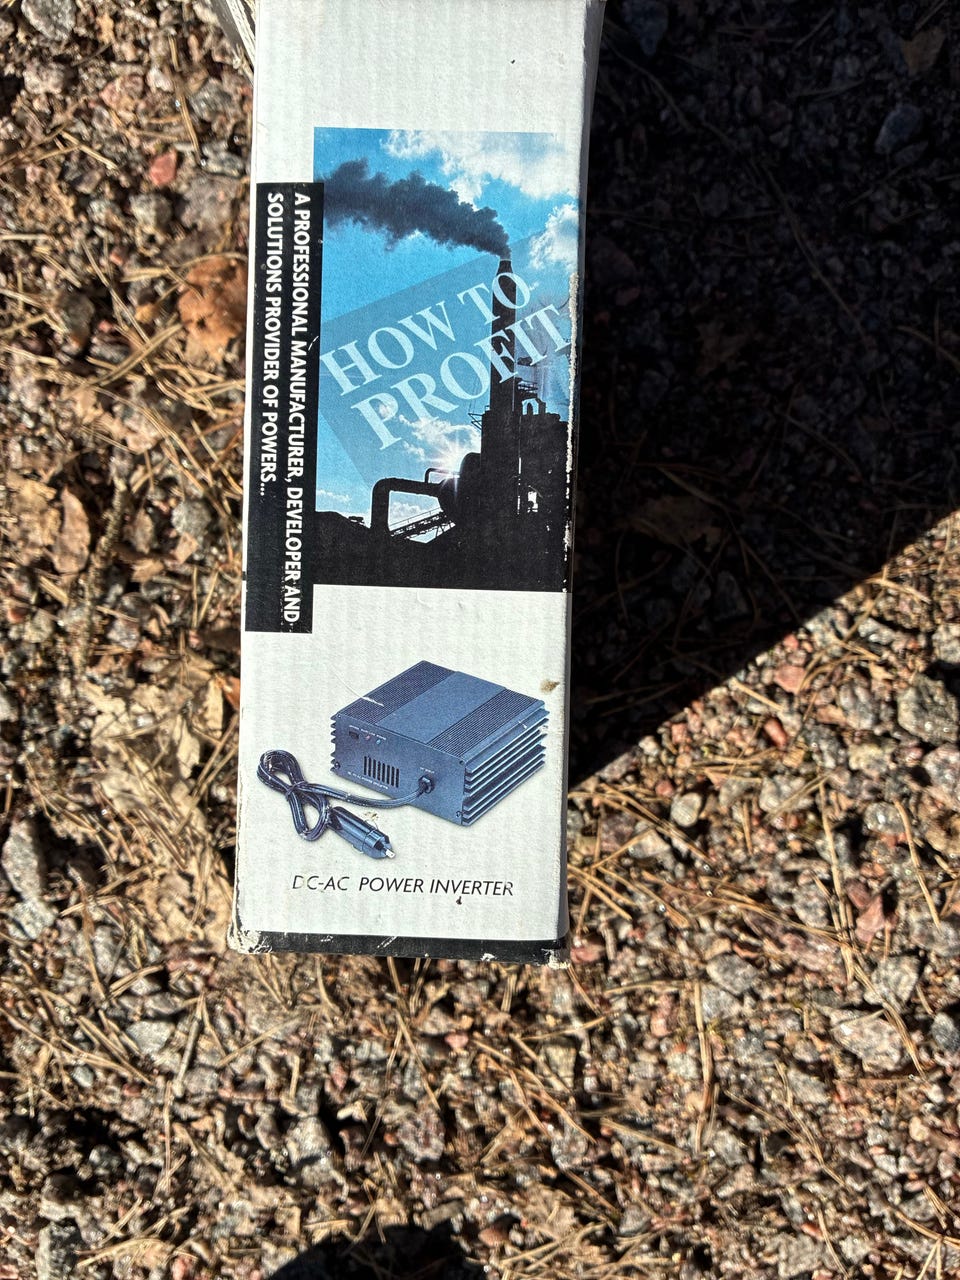 HOW TO
PROFIT
A PROFESSIONAL MANUFACTURER, DEVELOPER AND
SOLUTIONS PROVIDER OF POWERS...
DC-AC POWER INVERTER